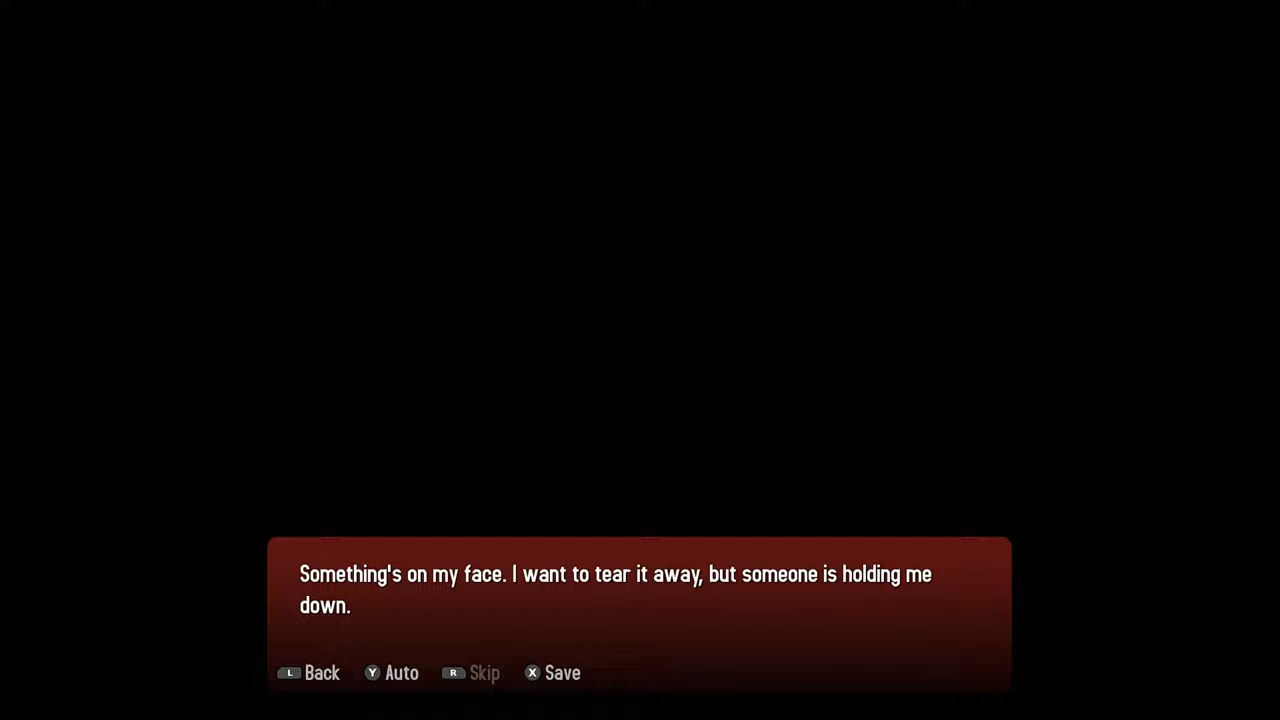 Something's on my face. I want to tear it away, but someone is holding me
down.
L Back Y Auto R Skip X Save